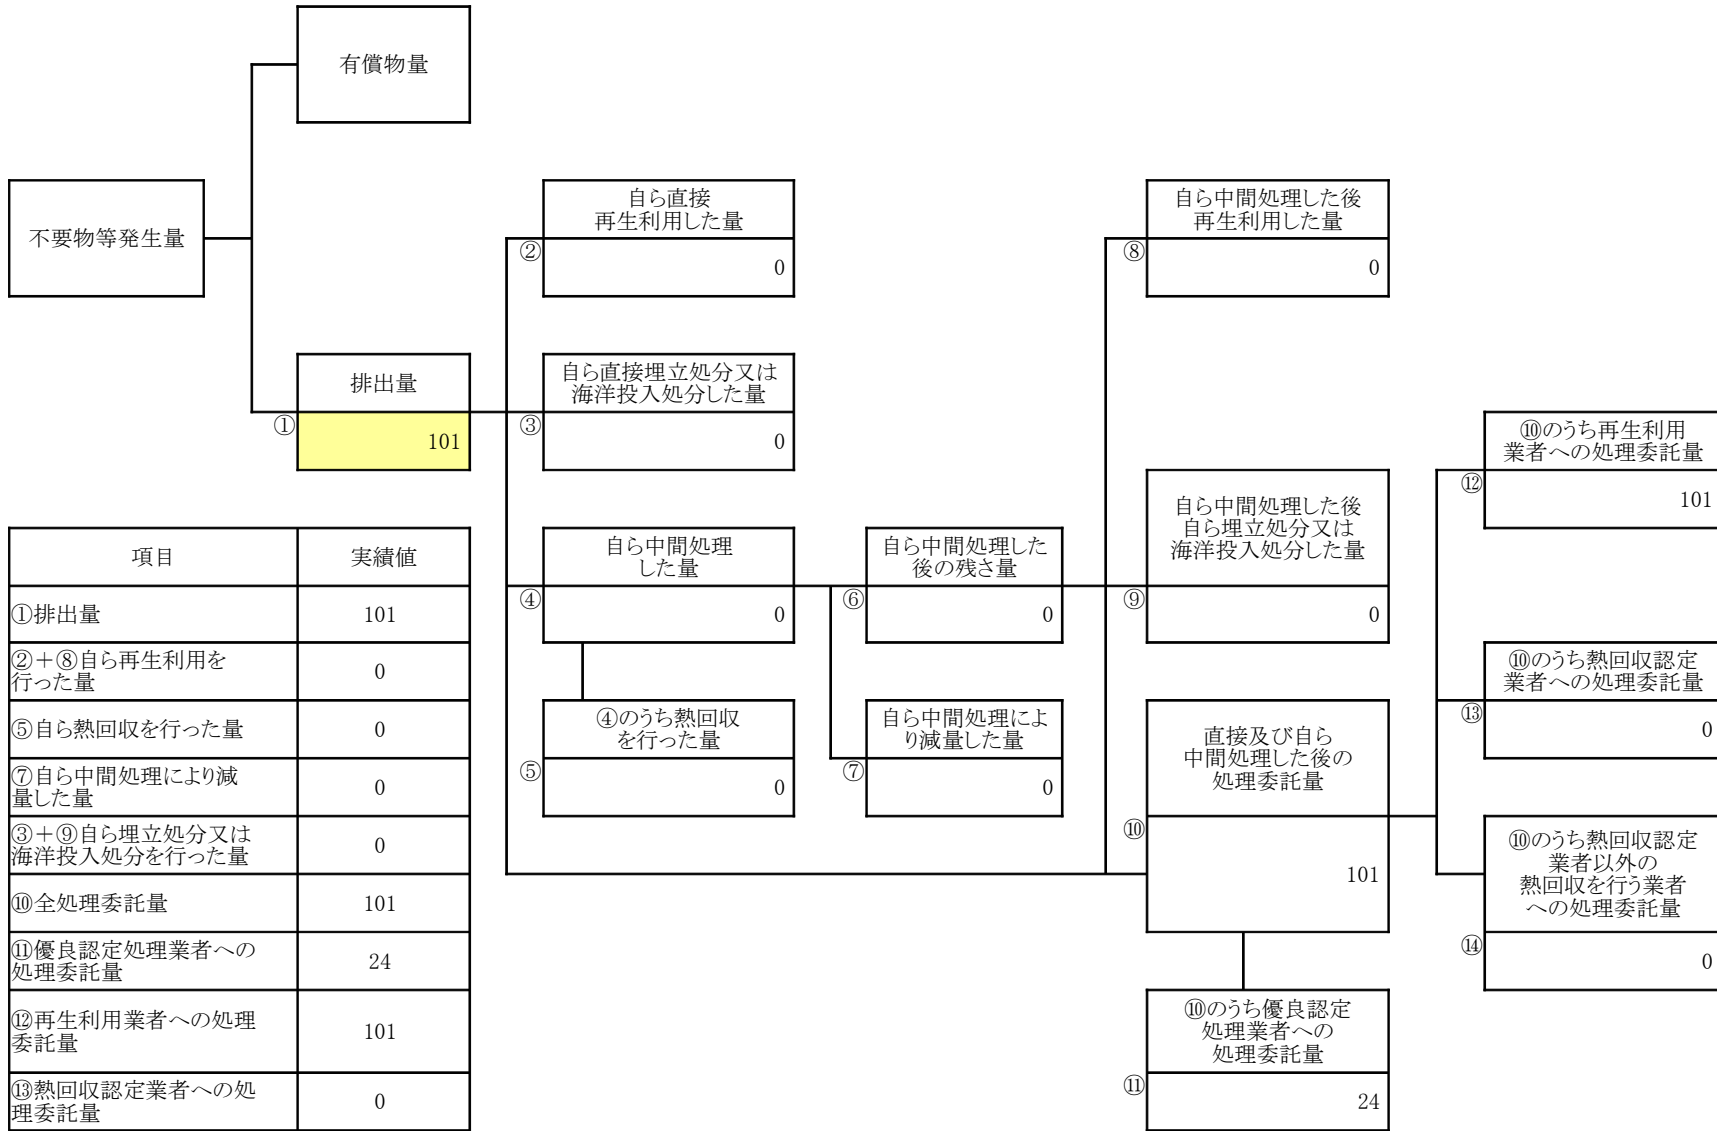 有償物量
不要物等発生量
自ら直接
再生利用した量
②
0
自ら中間処理した後
再生利用した量
⑧
0
排出量
①
101
自ら直接埋立処分又は
海洋投入処分した量
③
0
⑩のうち再生利用
業者への処理委託量
⑫
101
自ら中間処理した後
自ら埋立処分又は
海洋投入処分した量
⑨
0
自ら中間処理
した量
④
0
自ら中間処理した
後の残さ量
⑥
0
⑩のうち熱回収認定
業者への処理委託量
⑬
0
④のうち熱回収
を行った量
⑤
0
自ら中間処理によ
り減量した量
⑦
0
直接及び自ら
中間処理した後の
処理委託量
⑩
101
⑩のうち熱回収認定
業者以外の
熱回収を行う業者
への処理委託量
⑭
0
⑩のうち優良認定
処理業者への
処理委託量
⑪
24
項目 実績値
①排出量 101
②+⑧自ら再生利用を
行った量 0
⑤自ら熱回収を行った量 0
⑦自ら中間処理により減
量した量 0
③+⑨自ら埋立処分又は
海洋投入処分を行った量 0
⑩全処理委託量 101
⑪優良認定処理業者への
処理委託量 24
⑫再生利用業者への処理
委託量 101
⑬熱回収認定業者への処
理委託量 0